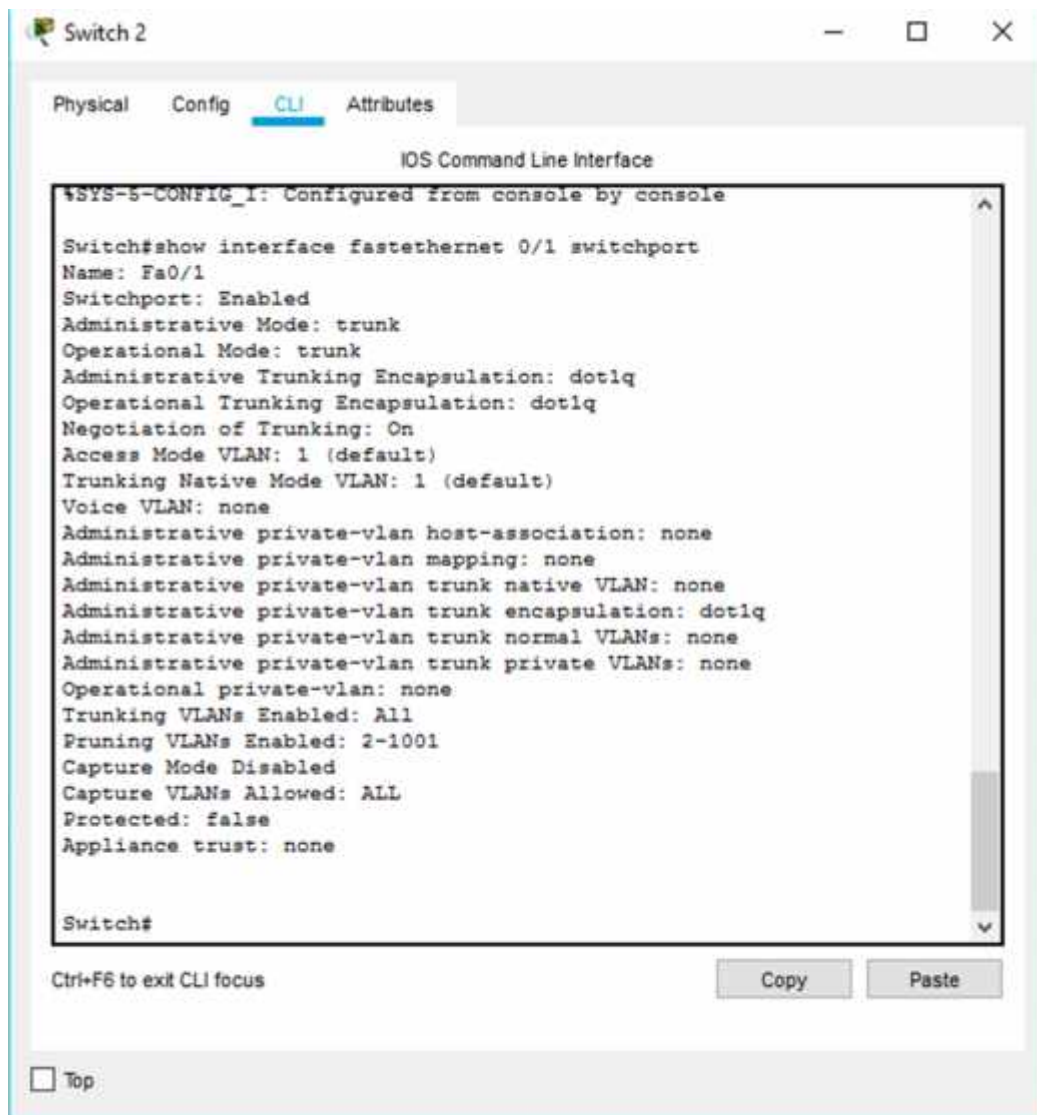 Switch 2
Physical Config CLI Attributes
IOS Command Line Interface
%SYS-5-CONFIG_I: Configured from console by console
Switch#show interface fastethernet 0/1 switchport
Name: Fa0/1
Switchport: Enabled
Administrative Mode: trunk
Operational Mode: trunk
Administrative Trunking Encapsulation: dot1q
Operational Trunking Encapsulation: dot1q
Negotiation of Trunking: On
Access Mode VLAN: 1 (default)
Trunking Native Mode VLAN: 1 (default)
Voice VLAN: none
Administrative private-vlan host-association: none
Administrative private-vlan mapping: none
Administrative private-vlan trunk native VLAN: none
Administrative private-vlan trunk encapsulation: dot1q
Administrative private-vlan trunk normal VLANs: none
Administrative private-vlan trunk private VLANs: none
Operational private-vlan: none
Trunking VLANs Enabled: All
Pruning VLANs Enabled: 2-1001
Capture Mode Disabled
Capture VLANs Allowed: ALL
Protected: false
Appliance trust: none
Switch#
Ctrl+F6 to exit CLI focus Copy Paste
Top